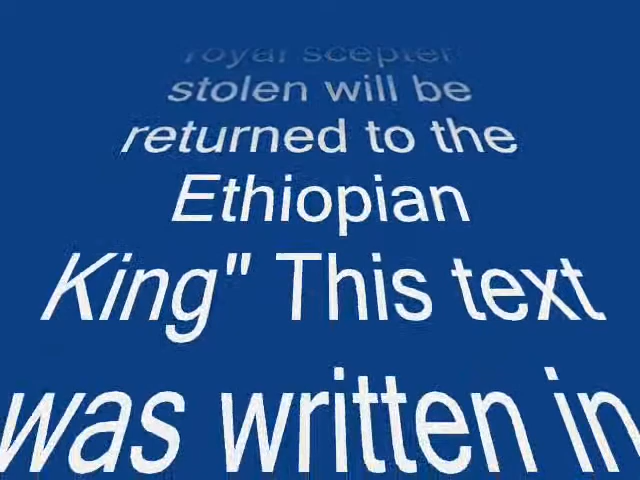 royal scepter
stolen will be
returned to the
Ethiopian
King" This text
was written in